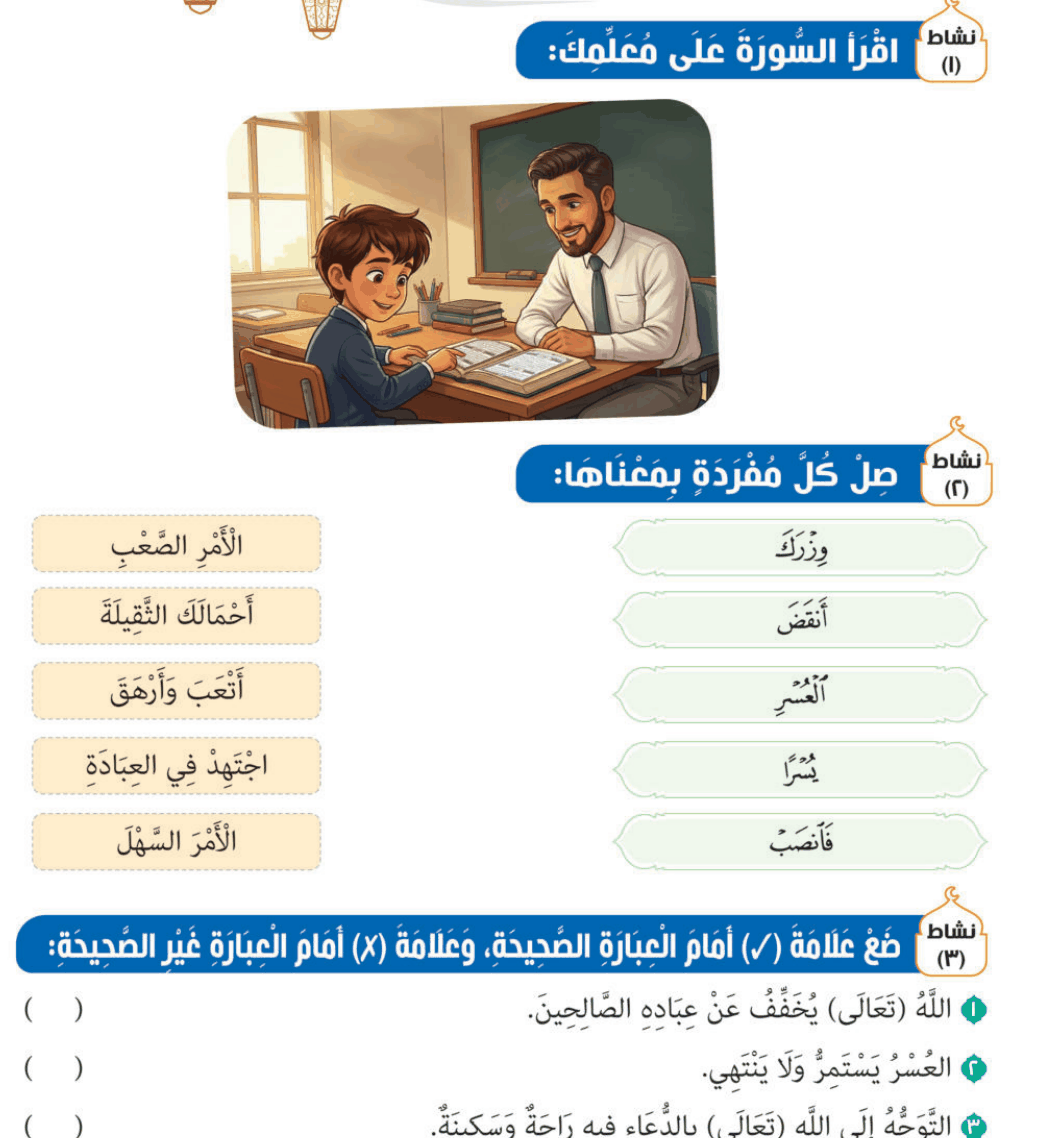 نشاط
(١)
اقْرَأ السُّورَةَ عَلَى مُعَلِّمِكَ:
نشاط
(٢)
صِلْ كُلَّ مُفْرَدَةٍ بِمَعْنَاهَا:
وِزْرَكَ
الْأَمْرِ الصَّعْبِ
أَنقَضَ
أَحْمَالَكَ الثَّقِيلَةَ
ٱلْعُسْرِ
أَتْعَبَ وَأَرْهَقَ
يُسْرًا
اجْتَهِدْ فِي العِبَادَةِ
فَٱنصَبْ
الْأَمْرَ السَّهْلَ
نشاط
(٣)
ضَعْ عَلَامَةَ (✓) أَمَامَ الْعِبَارَةِ الصَّحِيحَةِ، وَعَلَامَةَ (✗) أَمَامَ الْعِبَارَةِ غَيْرِ الصَّحِيحَةِ:
١ اللَّهُ (تَعَالَى) يُخَفِّفُ عَنْ عِبَادِهِ الصَّالِحِينَ. ( )
٢ العُسْرُ يَسْتَمِرُّ وَلَا يَنْتَهِي. ( )
٣ التَّوَجُّهُ إِلَى اللَّهِ (تَعَالَى) بِالدُّعَاءِ فِيهِ رَاحَةٌ وَسَكِينَةٌ. ( )